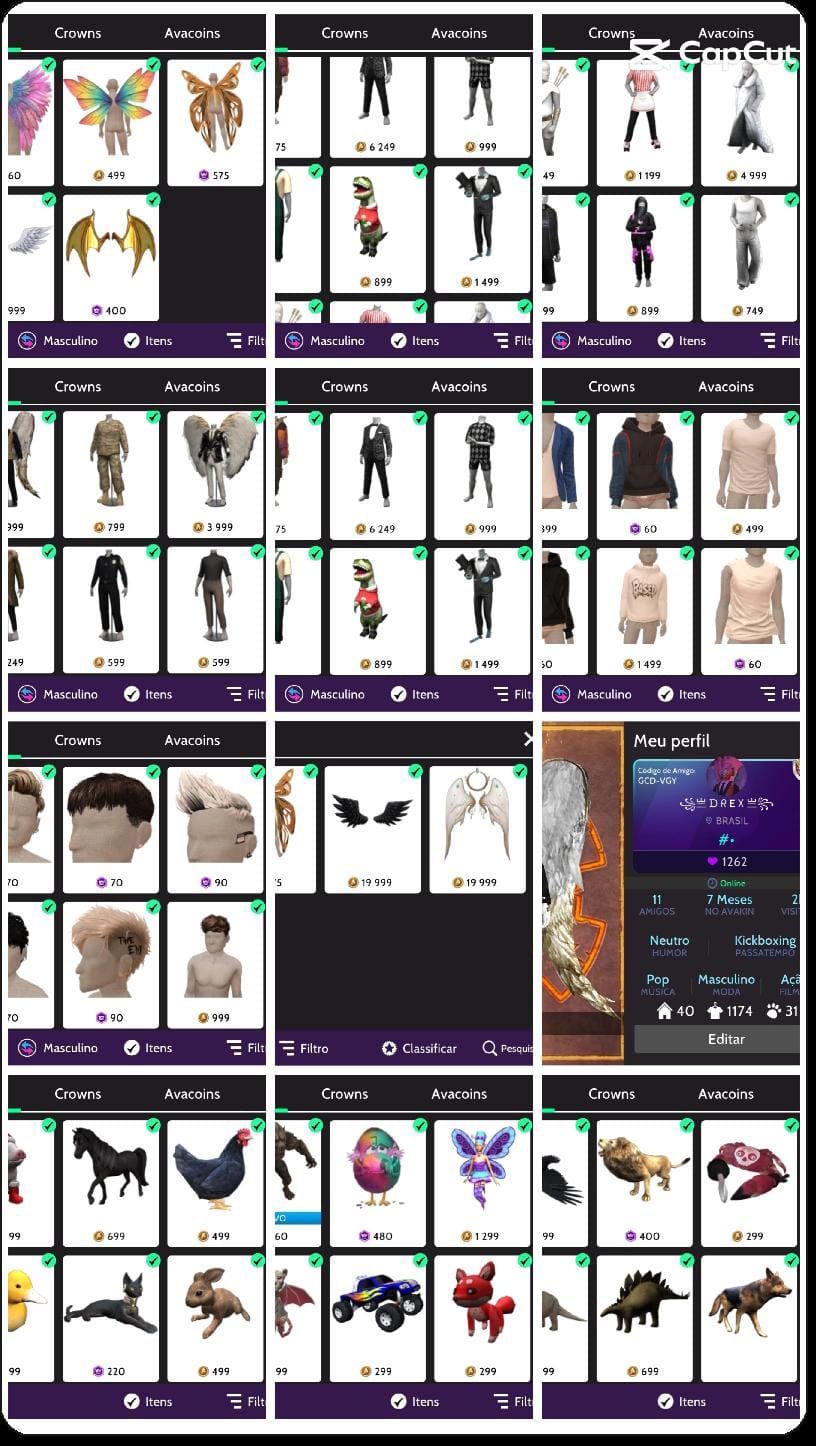 CapCut
Crowns Avacoins
60 499 575
999 400
Masculino Itens Filt
Crowns Avacoins
75 6 249 999
899 1 499
Masculino Itens Filt
Crowns Avacoins
49 1 199 4 999
99 899 749
Masculino Itens Filt
Crowns Avacoins
999 799 3 999
249 599 599
Masculino Itens Filt
Crowns Avacoins
75 6 249 999
899 1 499
Masculino Itens Filt
Crowns Avacoins
399 60 499
60 1 499 60
Masculino Itens Filt
Crowns Avacoins
70 70 90
70 90 999
Masculino Itens Filt
75 19 999 19 999
Filtro Classificar Pesquis
Meu perfil
Código de Amigo:
GCD-VGY
DREX
BRASIL
#•
1262
Online
11 7 Meses 2
AMIGOS NO AVAKIN VISIT
Neutro Kickboxing
HUMOR PASSATEMPO
Pop Masculino Açã
MÚSICA MODA FILM
40 1174 31
Editar
Crowns Avacoins
99 699 499
99 220 499
Itens Filt
Crowns Avacoins
VO
60 480 1 299
99 299 299
Itens Filt
Crowns Avacoins
99 400 299
99 699
Itens Filt